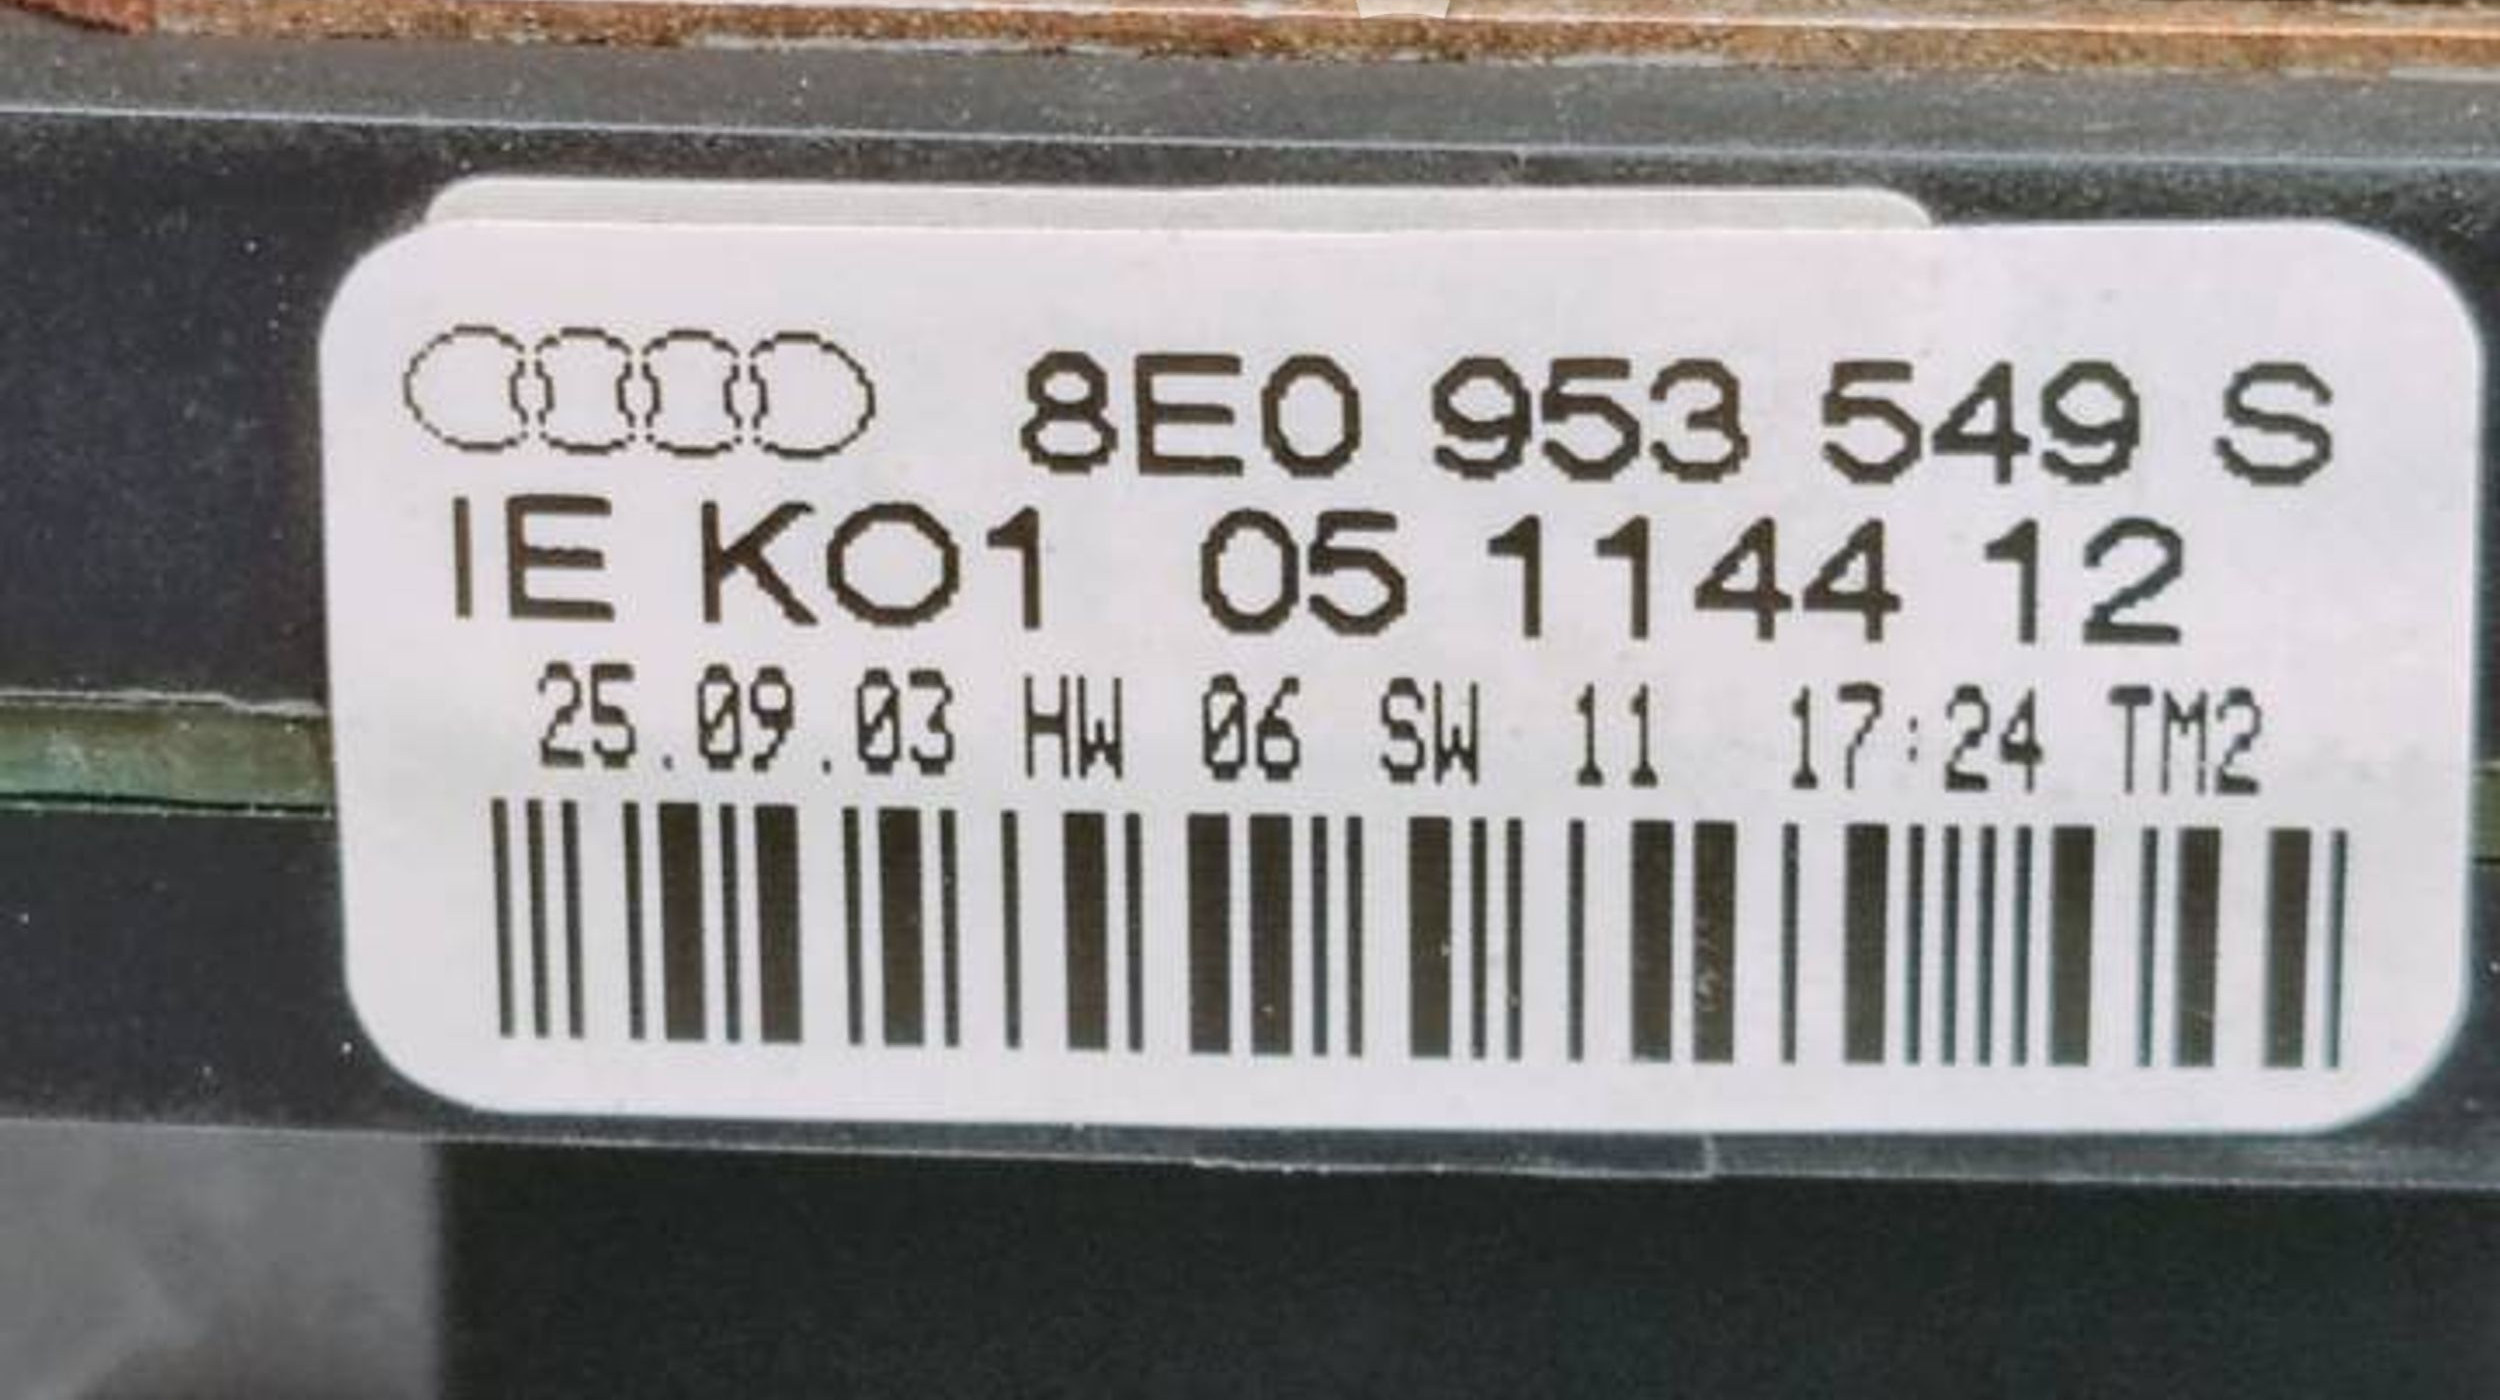 8E0 953 549 S
IE KO1 05 1144 12
25.09.03 HW 06 SW 11 17:24 TM2